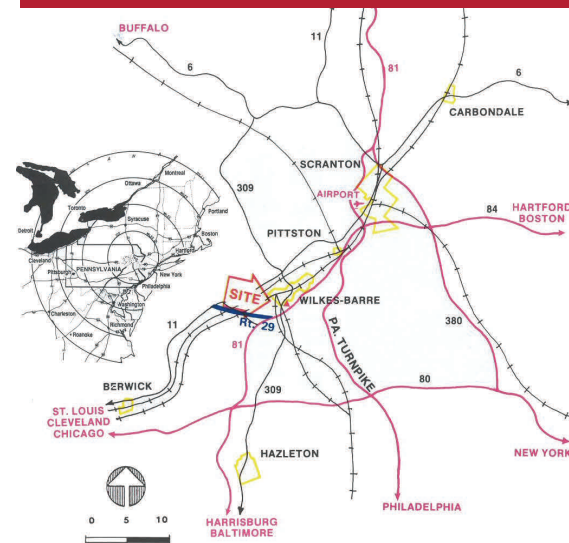 BUFFALO
11
6
81
6
CARBONDALE
SCRANTON
AIRPORT
309
84
HARTFORD
BOSTON
PITTSTON
Montreal
Ottawa
Toronto
Portland
Syracuse
Boston
Detroit
Hartford
Cleveland
New York
Pittsburgh
PENNSYLVANIA
Philadelphia
Washington
Charleston
Richmond
Roanoke
SITE
WILKES-BARRE
Rt. 29
11
81
PA. TURNPIKE
380
BERWICK
309
80
ST. LOUIS
CLEVELAND
CHICAGO
NEW YORK
HAZLETON
PHILADELPHIA
0 5 10
HARRISBURG
BALTIMORE